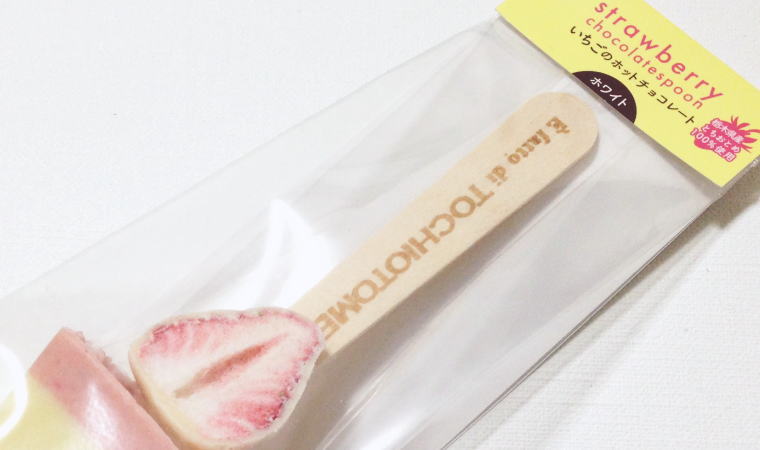 strawberry
chocolatespoon
いちごのホットチョコレート
ホワイト
栃木県産
とちおとめ
100%使用
E' fatto di TOCHIOTOME